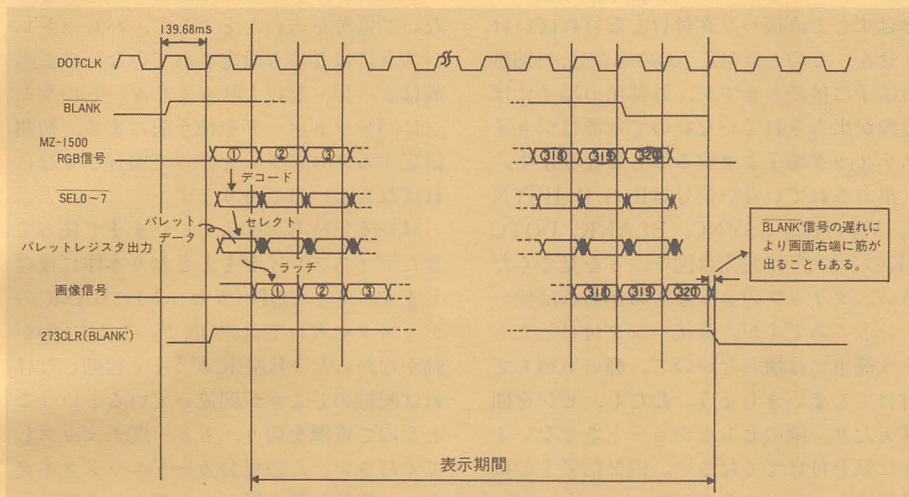 139.68mS
DOTCLK
BLANK
MZ-1500
RGB信号
① ② ③
318 319 320
デコード
SEL0~7
セレクト
パレット
データ
パレットレジスタ出力
ラッチ
画像信号
① ② ③
318 319 320
273CLR(BLANK')
BLANK'信号の遅れに
より画面右端に筋が
出ることもある。
表示期間